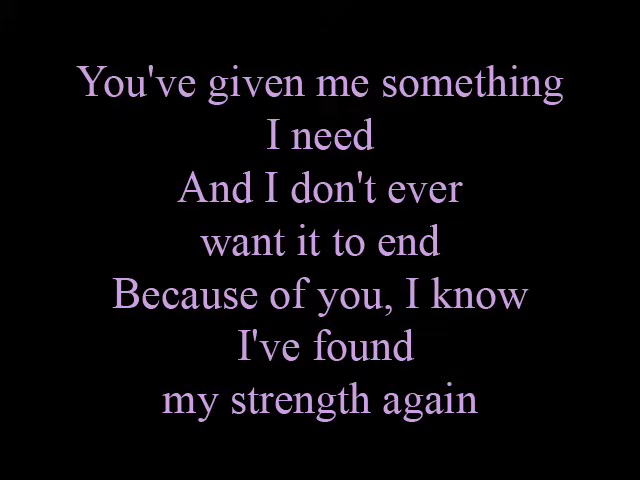 You've given me something
I need
And I don't ever
want it to end
Because of you, I know
I've found
my strength again